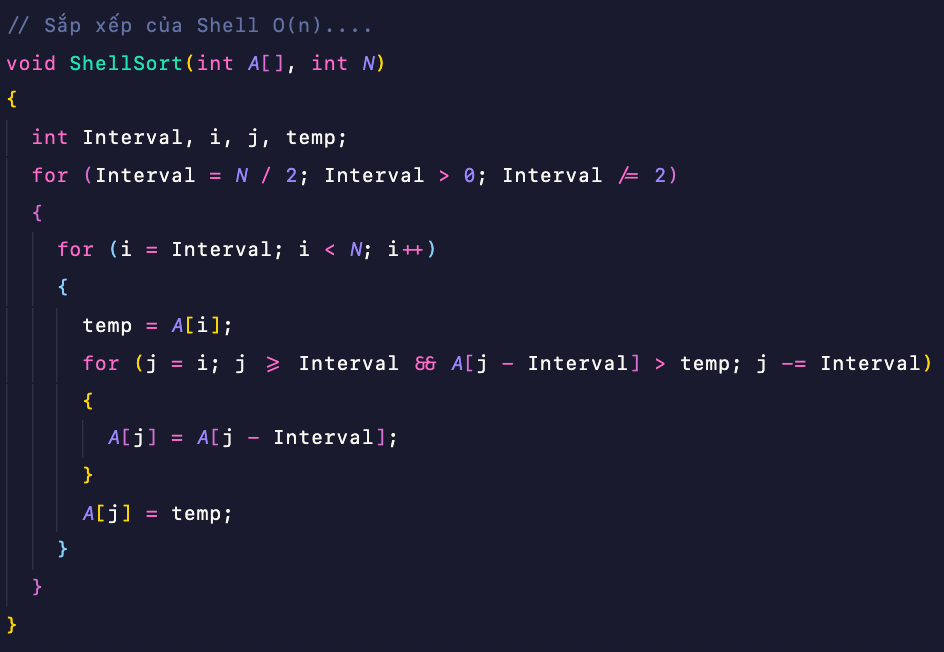 // Sắp xếp của Shell O(n)....
void ShellSort(int A[], int N)
{
int Interval, i, j, temp;
for (Interval = N / 2; Interval > 0; Interval /= 2)
{
for (i = Interval; i < N; i++)
{
temp = A[i];
for (j = i; j >= Interval && A[j - Interval] > temp; j -= Interval)
{
A[j] = A[j - Interval];
}
A[j] = temp;
}
}
}